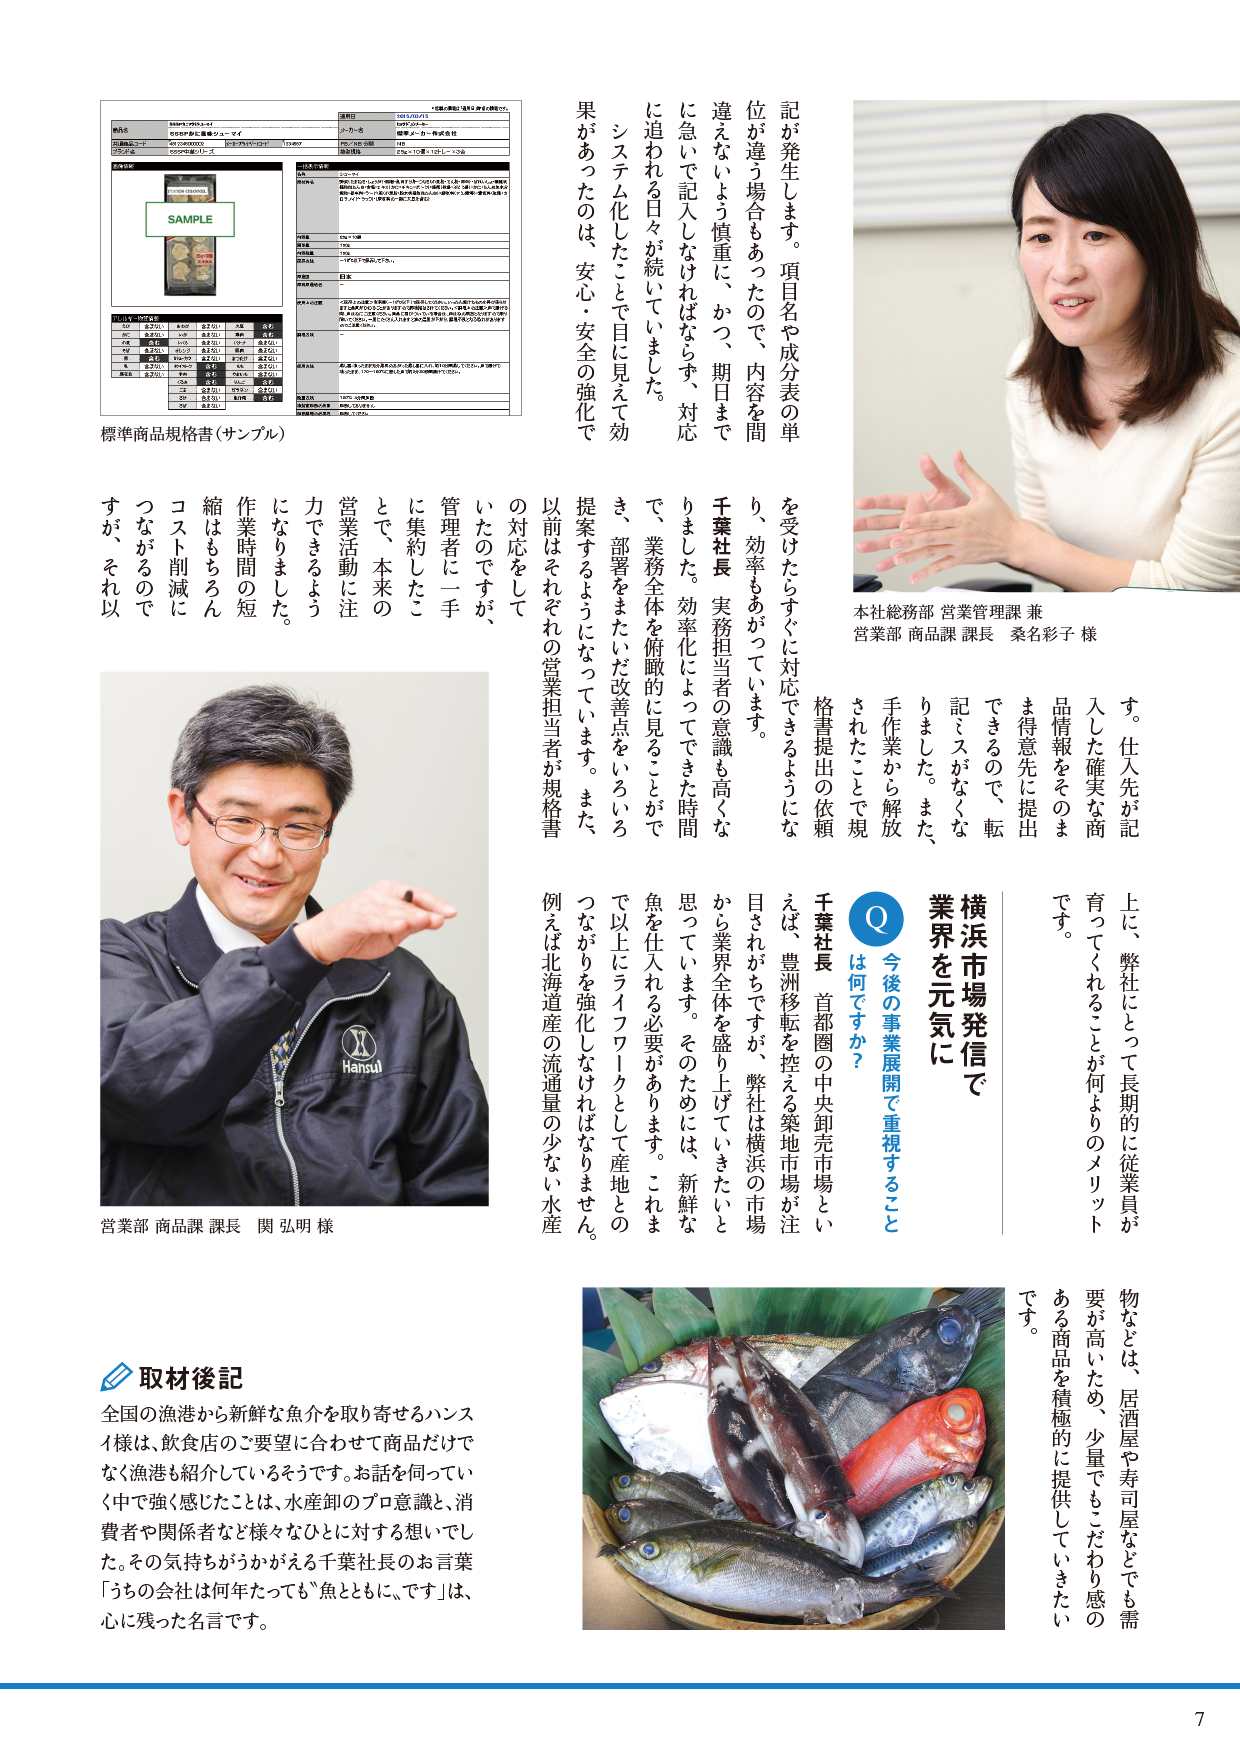 記が発生します。項目名や成分表の単
位が違う場合もあったので、内容を間
違えないよう慎重に、かつ、期日まで
に急いで記入しなければならず、対応
に追われる日々が続いていました。
システム化したことで目に見えて効
果があったのは、安心・安全の強化で
SAMPLE
標準商品規格書(サンプル)
本社総務部 営業管理課 兼
営業部 商品課 課長 桑名彩子 様
す。仕入先が記
入した確実な商
品情報をそのま
ま得意先に提出
できるので、転
記ミスがなくな
りました。また、
手作業から解放
されたことで規
格書提出の依頼
を受けたらすぐに対応できるようにな
り、効率もあがっています。
千葉社長 実務担当者の意識も高くな
りました。効率化によってできた時間
で、業務全体を俯瞰的に見ることがで
き、部署をまたいだ改善点をいろいろ
提案するようになっています。また、
以前はそれぞれの営業担当者が規格書
の対応をして
いたのですが、
管理者に一手
に集約したこ
とで、本来の
営業活動に注
力できるよう
になりました。
作業時間の短
縮はもちろん
コスト削減に
つながるので
すが、それ以
上に、弊社にとって長期的に従業員が
育ってくれることが何よりのメリット
です。
横浜市場発信で
業界を元気に
Q
今後の事業展開で重視すること
は何ですか?
千葉社長 首都圏の中央卸売市場とい
えば、豊洲移転を控える築地市場が注
目されがちですが、弊社は横浜の市場
から業界全体を盛り上げていきたいと
思っています。そのためには、新鮮な
魚を仕入れる必要があります。これま
で以上にライフワークとして産地との
つながりを強化しなければなりません。
例えば北海道産の流通量の少ない水産
Hansui
営業部 商品課 課長 関 弘明 様
物などは、居酒屋や寿司屋などでも需
要が高いため、少量でもこだわり感の
ある商品を積極的に提供していきたい
です。
取材後記
全国の漁港から新鮮な魚介を取り寄せるハンス
イ様は、飲食店のご要望に合わせて商品だけで
なく漁港も紹介しているそうです。お話を伺ってい
く中で強く感じたことは、水産卸のプロ意識と、消
費者や関係者など様々なひとに対する想いでし
た。その気持ちがうかがえる千葉社長のお言葉
「うちの会社は何年たっても〝魚とともに〟です」は、
心に残った名言です。
7